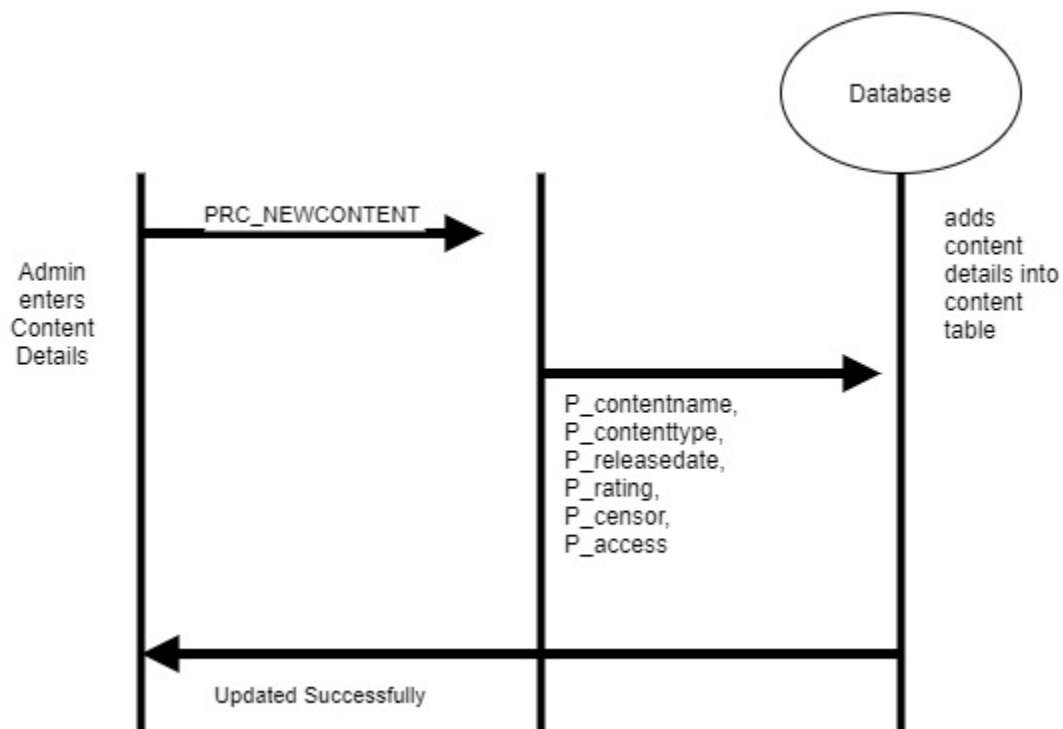 Database
PRC_NEWCONTENT
Admin
enters
Content
Details
adds
content
details into
content
table
P_contentname,
P_contenttype,
P_releasedate,
P_rating,
P_censor,
P_access
Updated Successfully